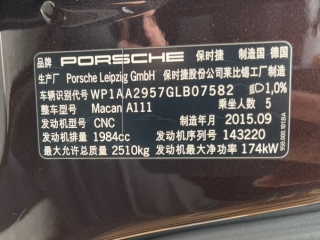 品牌 PORSCHE 保时捷 制造国 德国
生产厂 Porsche Leipzig GmbH 保时捷股份公司莱比锡工厂制造
车辆识别代号 WP1AA2957GLB07582 1,0%
整车型号 Macan A111 乘坐人数 5
发动机型号 CNC 制造年月 2015.09
发动机排量 1984cc 发动机序列号 143220
最大允许总质量 2510kg 发动机最大净功率 174kW